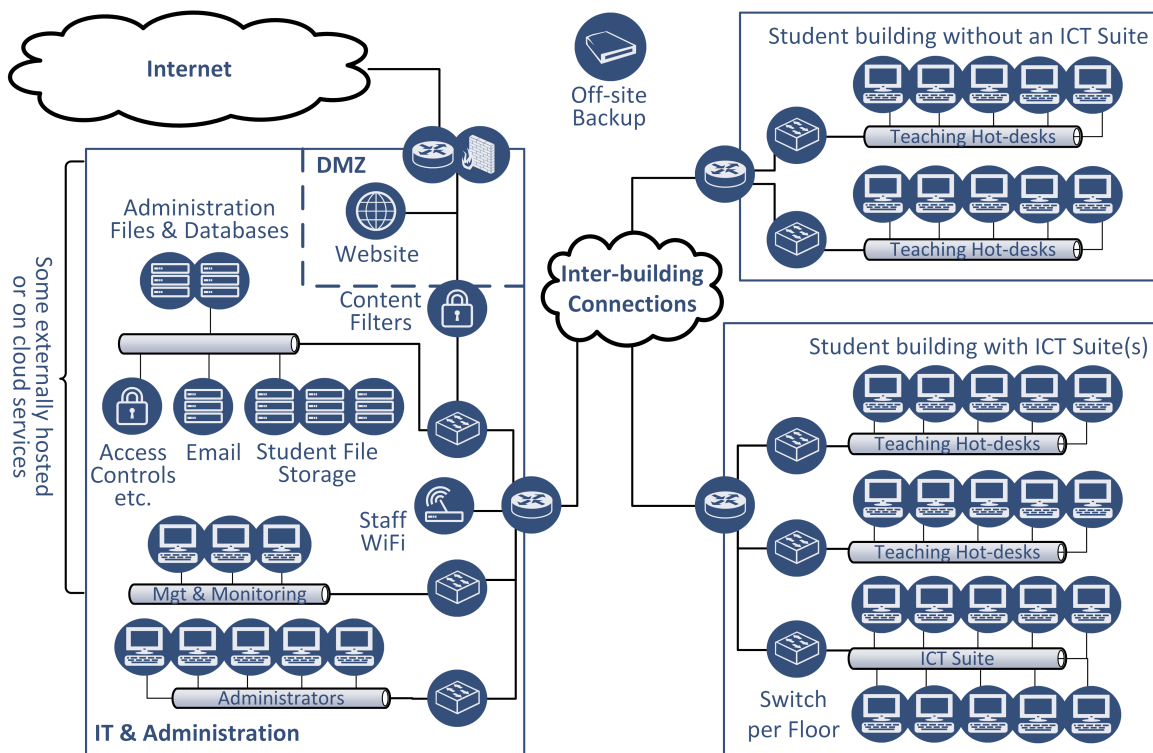 Internet
Off-site
Backup
Student building without an ICT Suite
Teaching Hot-desks
Teaching Hot-desks
DMZ
Website
Administration
Files & Databases
Some externally hosted
or on cloud services
Content
Filters
Inter-building
Connections
Access
Controls
etc.
Email
Student File
Storage
Staff
WiFi
Mgt & Monitoring
Administrators
IT & Administration
Student building with ICT Suite(s)
Teaching Hot-desks
Teaching Hot-desks
ICT Suite
Switch
per Floor